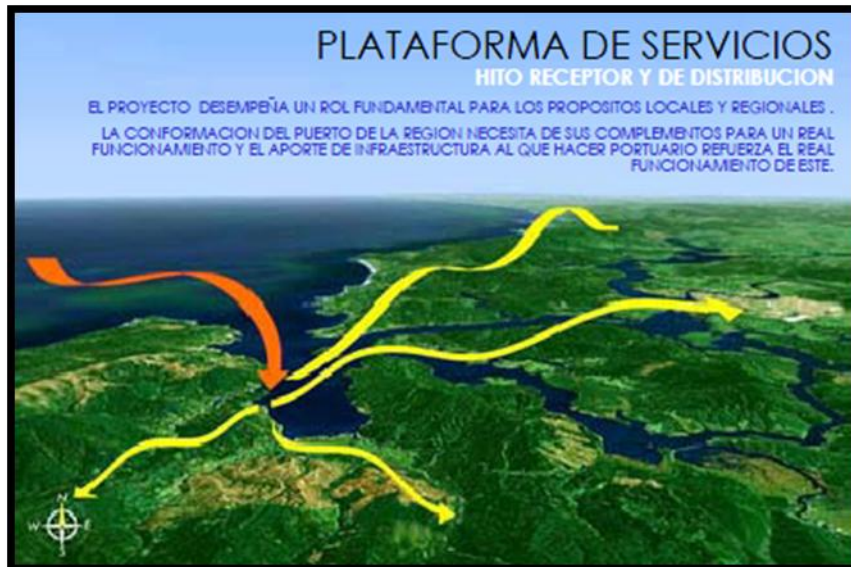 PLATAFORMA DE SERVICIOS
HITO RECEPTOR Y DE DISTRIBUCION
EL PROYECTO DESEMPEÑA UN ROL FUNDAMENTAL PARA LOS PROPOSITOS LOCALES Y REGIONALES .
LA CONFORMACION DEL PUERTO DE LA REGION NECESITA DE SUS COMPLEMENTOS PARA UN REAL
FUNCIONAMIENTO Y EL APORTE DE INFRAESTRUCTURA AL QUE HACER PORTUARIO REFUERZA EL REAL
FUNCIONAMIENTO DE ESTE.
N
W E
S